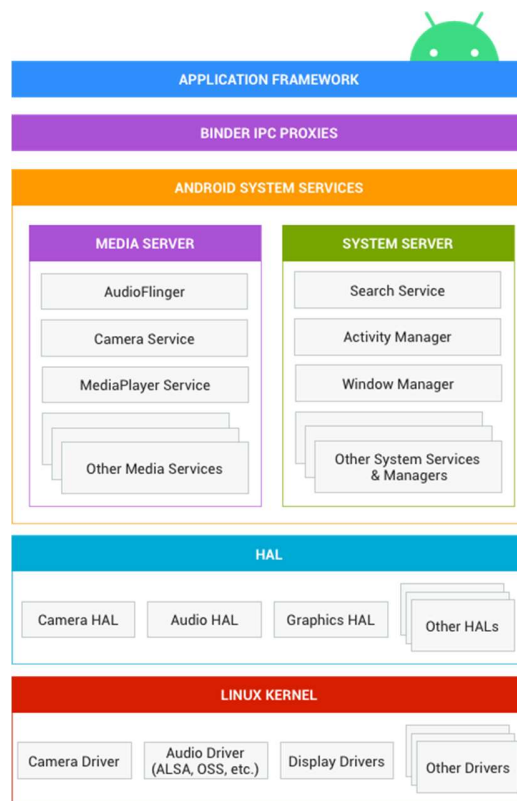 APPLICATION FRAMEWORK
BINDER IPC PROXIES
ANDROID SYSTEM SERVICES
MEDIA SERVER
AudioFlinger
Camera Service
MediaPlayer Service
Other Media Services
SYSTEM SERVER
Search Service
Activity Manager
Window Manager
Other System Services
& Managers
HAL
Camera HAL
Audio HAL
Graphics HAL
Other HALs
LINUX KERNEL
Camera Driver
Audio Driver
(ALSA, OSS, etc.)
Display Drivers
Other Drivers